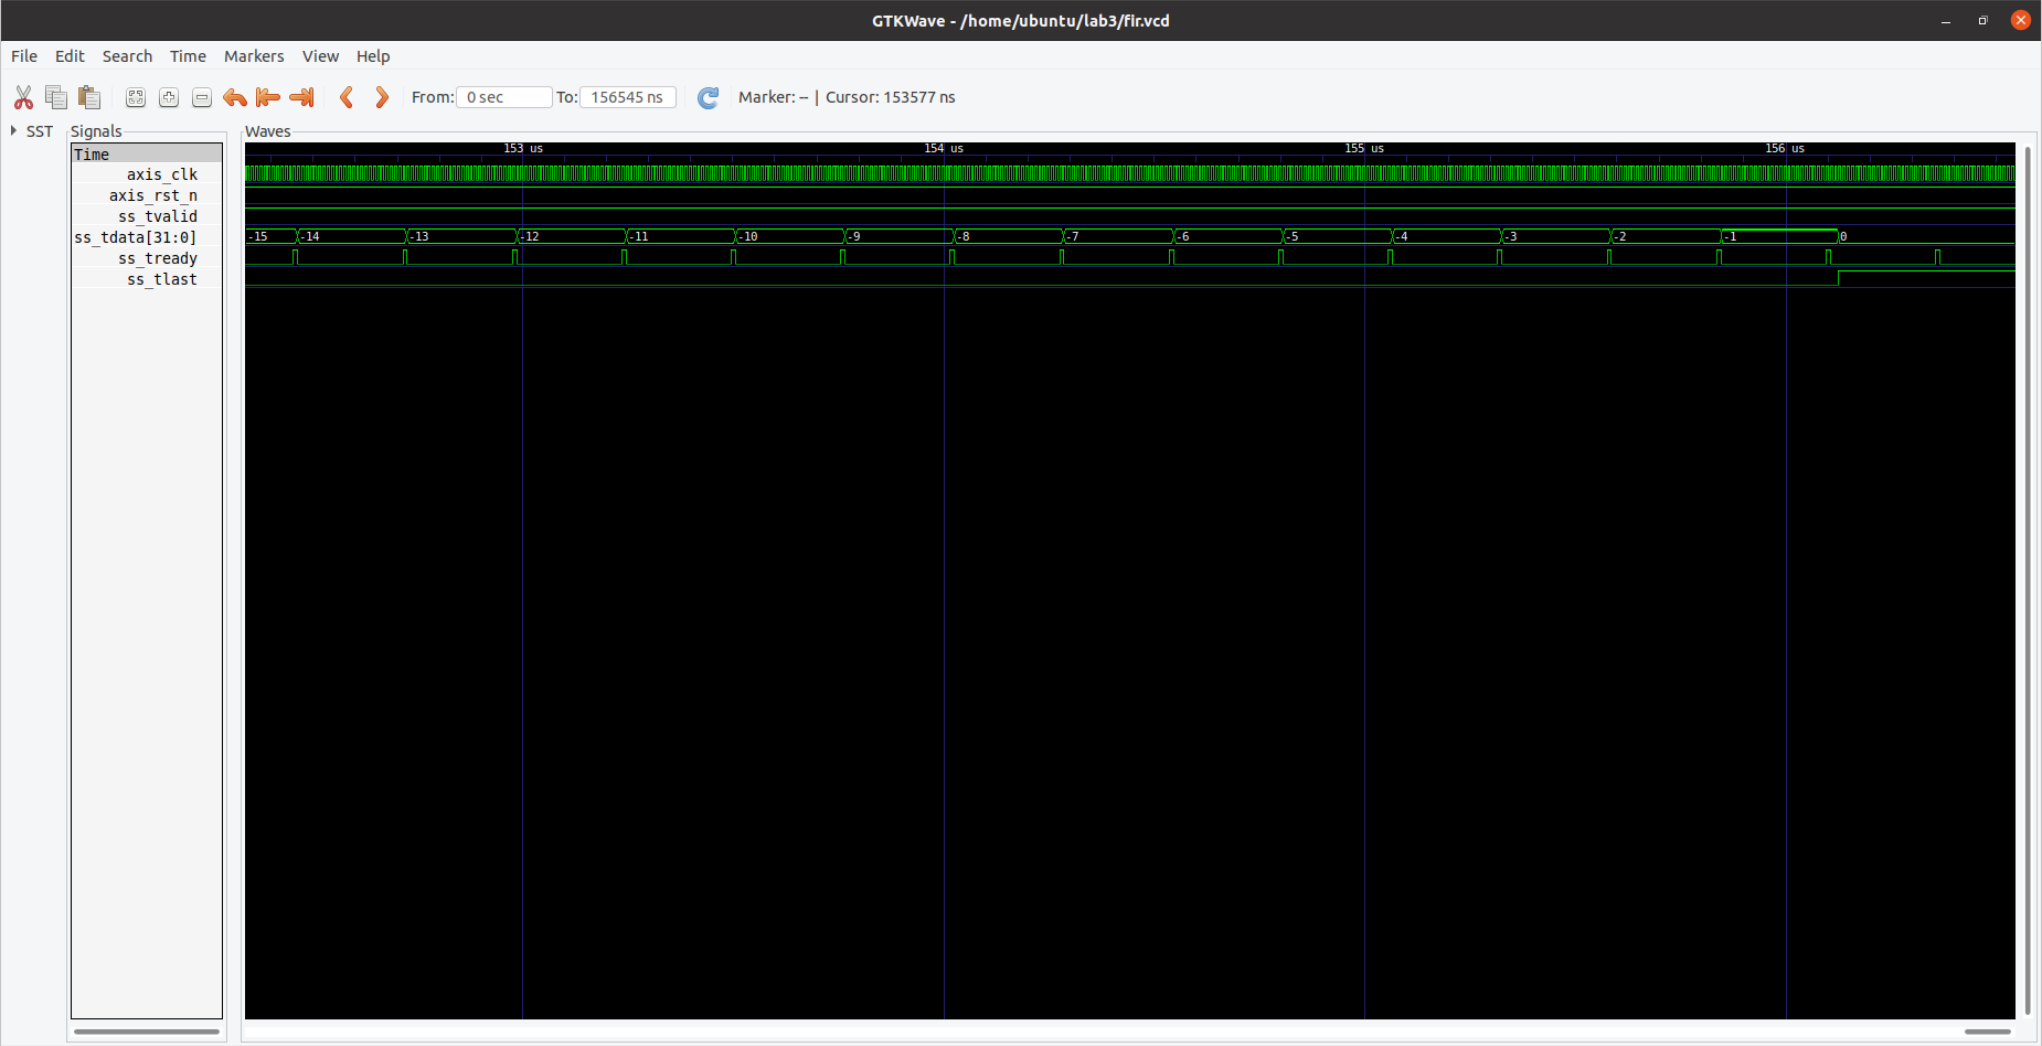 GTKWave - /home/ubuntu/lab3/fir.vcd
File Edit Search Time Markers View Help
From: 0 sec To: 156545 ns Marker: -- | Cursor: 153577 ns
SST
Signals
Waves
Time
153 us 154 us 155 us 156 us
axis_clk
axis_rst_n
ss_tvalid
ss_tdata[31:0] -15 -14 -13 -12 -11 -10 -9 -8 -7 -6 -5 -4 -3 -2 -1 0
ss_tready
ss_tlast